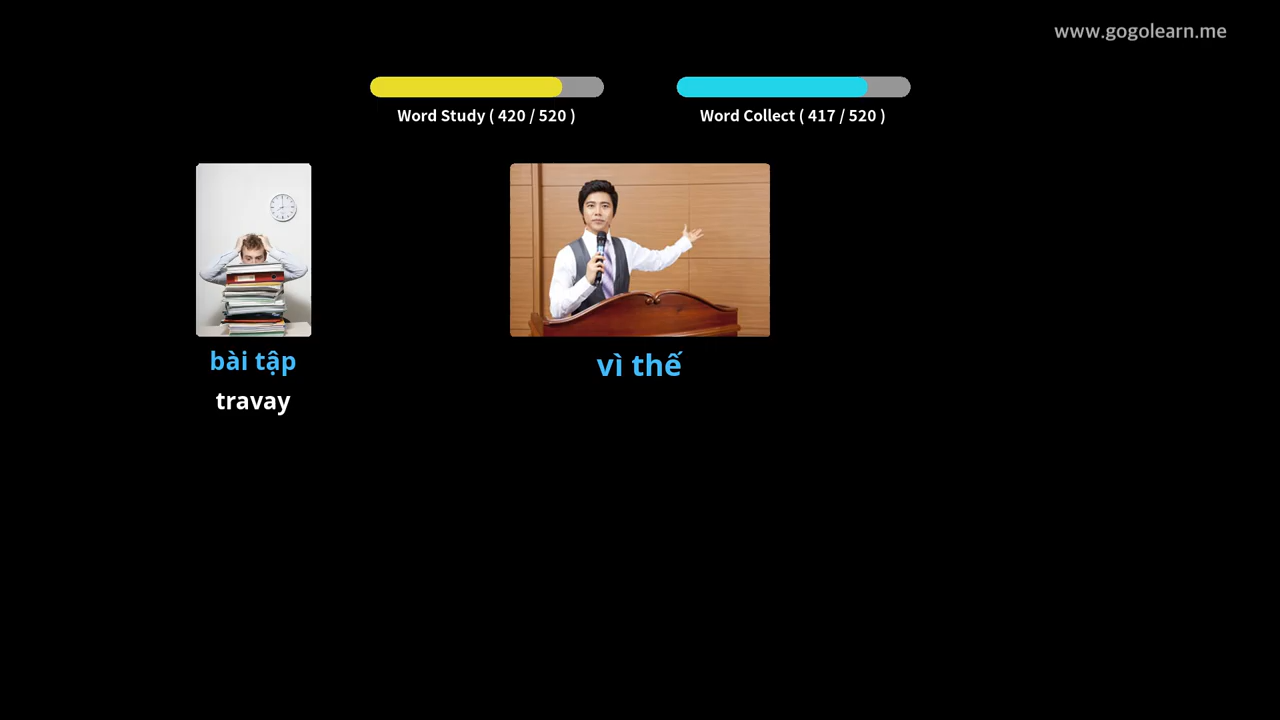 www.gogolearn.me
Word Study ( 420 / 520 )
Word Collect ( 417 / 520 )
bài tập
travay
vì thế